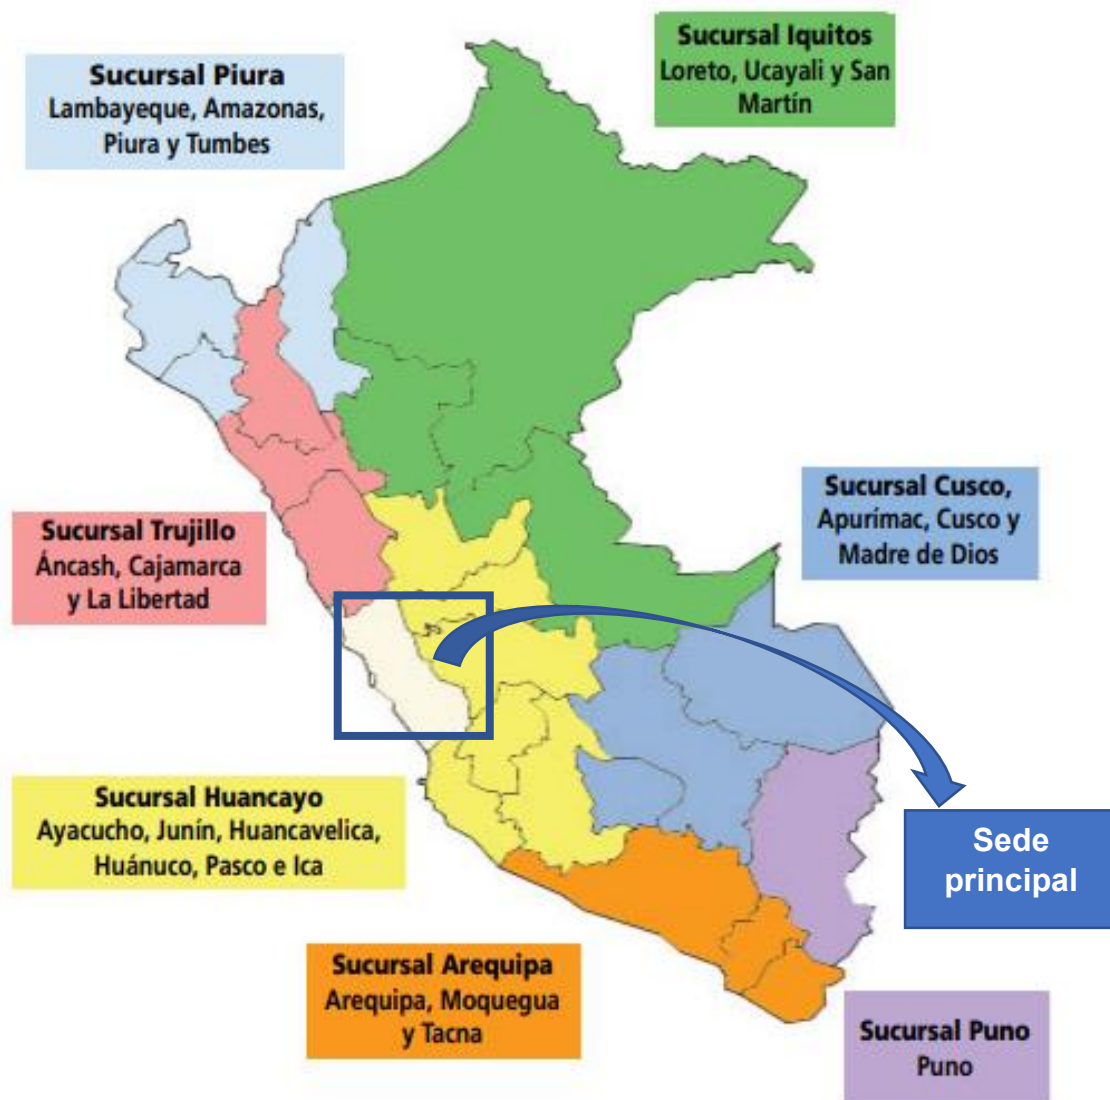 Sucursal Iquitos
Loreto, Ucayali y San
Martín
Sucursal Piura
Lambayeque, Amazonas,
Piura y Tumbes
Sucursal Cusco,
Apurímac, Cusco y
Madre de Dios
Sucursal Trujillo
Áncash, Cajamarca
y La Libertad
Sucursal Huancayo
Ayacucho, Junín, Huancavelica,
Huánuco, Pasco e Ica
Sede
principal
Sucursal Arequipa
Arequipa, Moquegua
y Tacna
Sucursal Puno
Puno